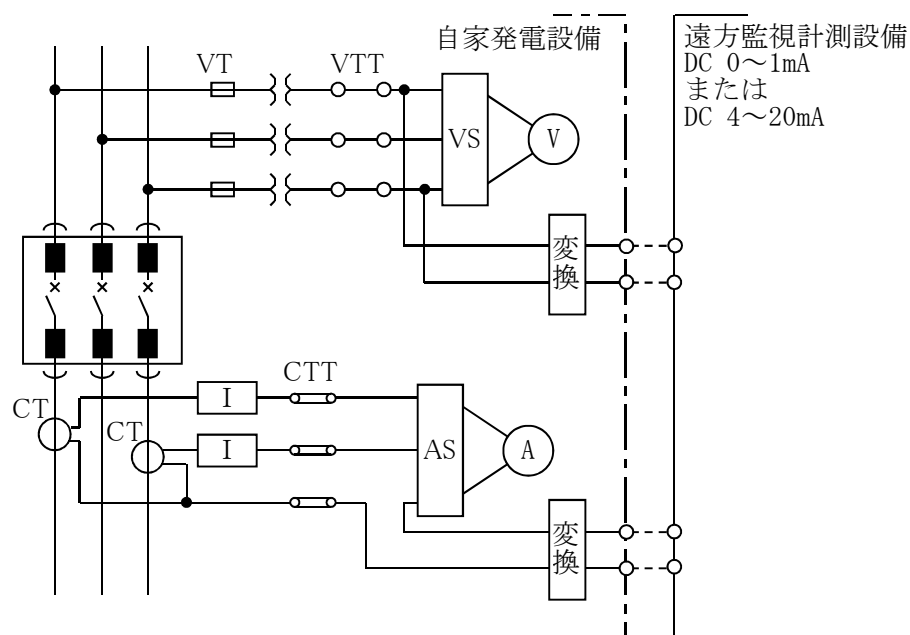 自家発電設備
遠方監視計測設備
DC 0～1mA
または
DC 4～20mA
VT
VTT
VS
V
変換
CTT
I
CT
CT
I
AS
A
変換